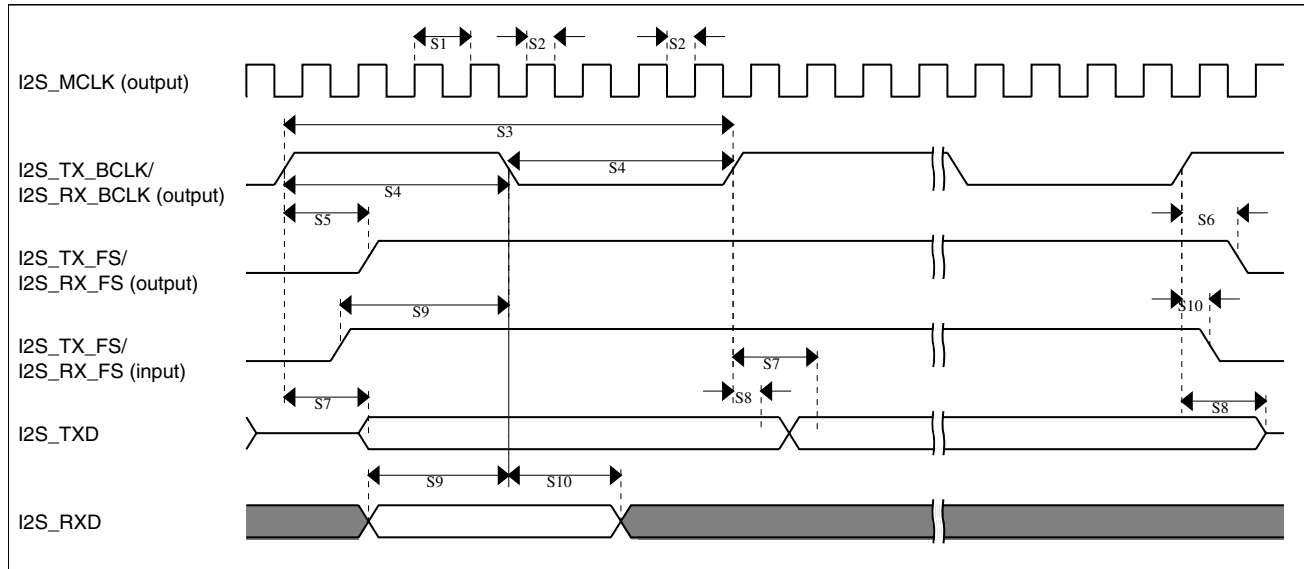 S1
S2
S2
I2S_MCLK (output)
S3
I2S_TX_BCLK/
I2S_RX_BCLK (output)
S4
S4
S5
S6
I2S_TX_FS/
I2S_RX_FS (output)
S9
S10
I2S_TX_FS/
I2S_RX_FS (input)
S7
S7
S8
S8
I2S_TXD
S9
S10
I2S_RXD